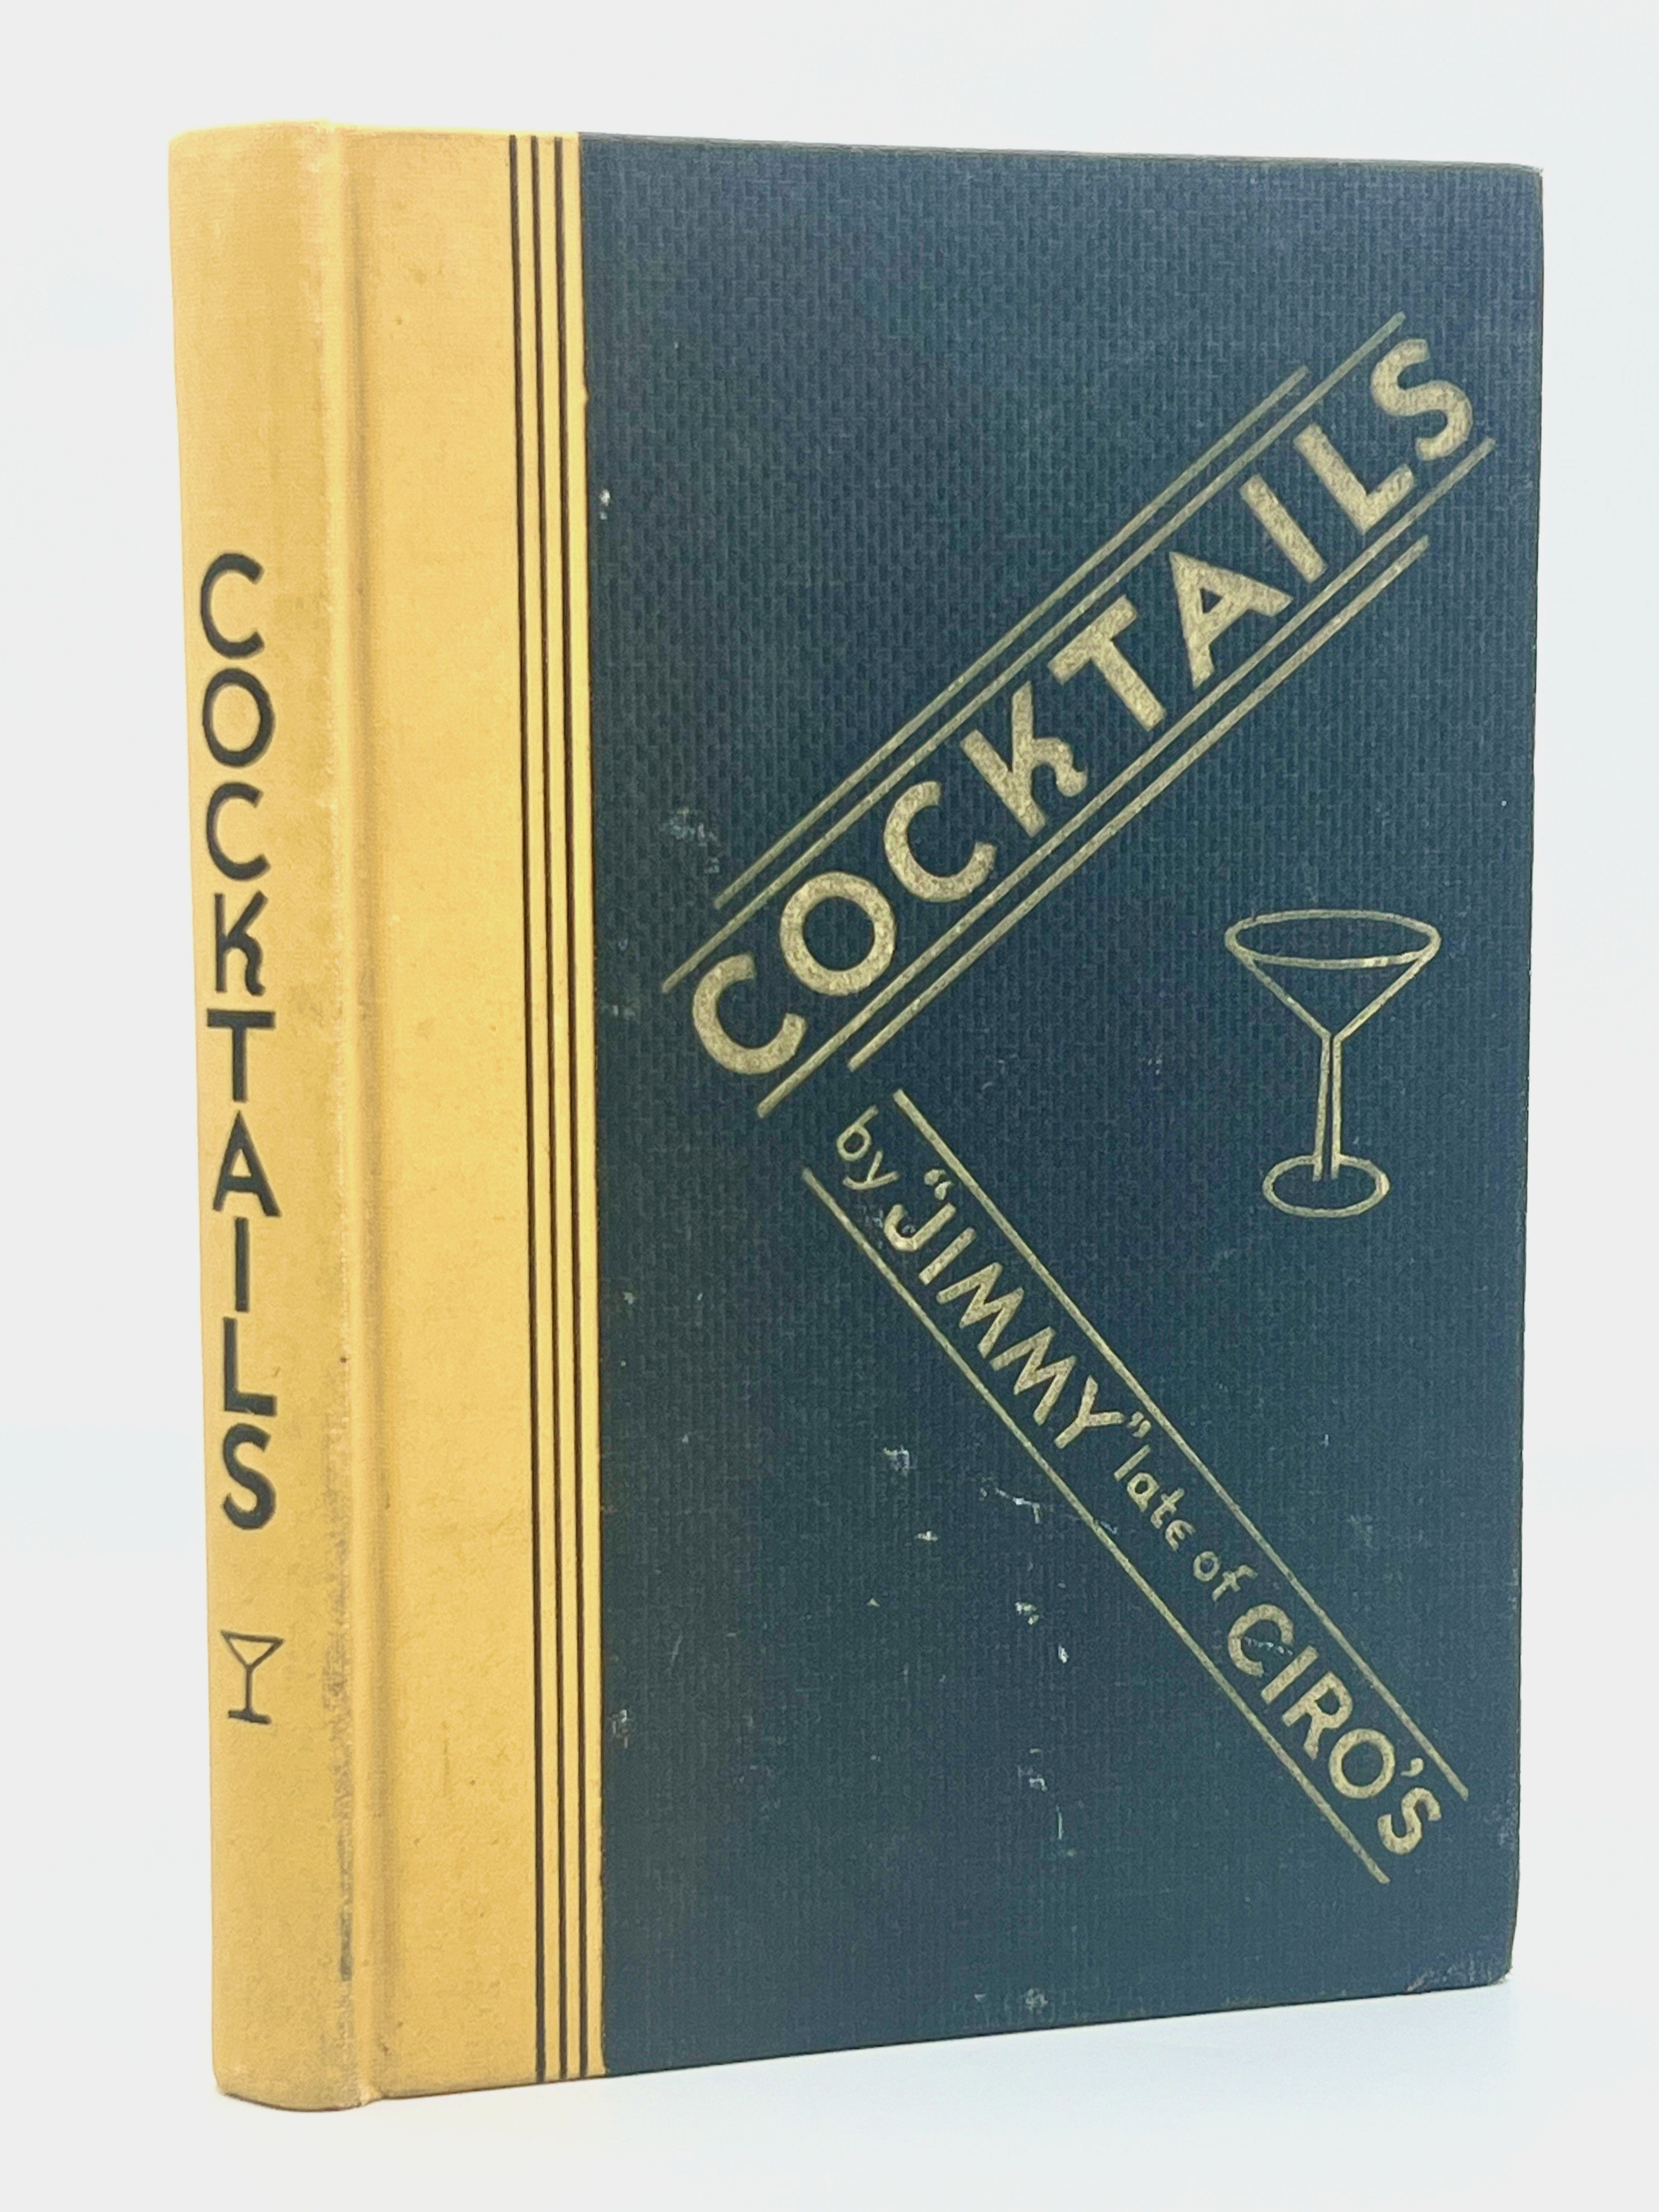 COCKTAILS
COCKTAILS
by "JIMMY" late of CIRO'S